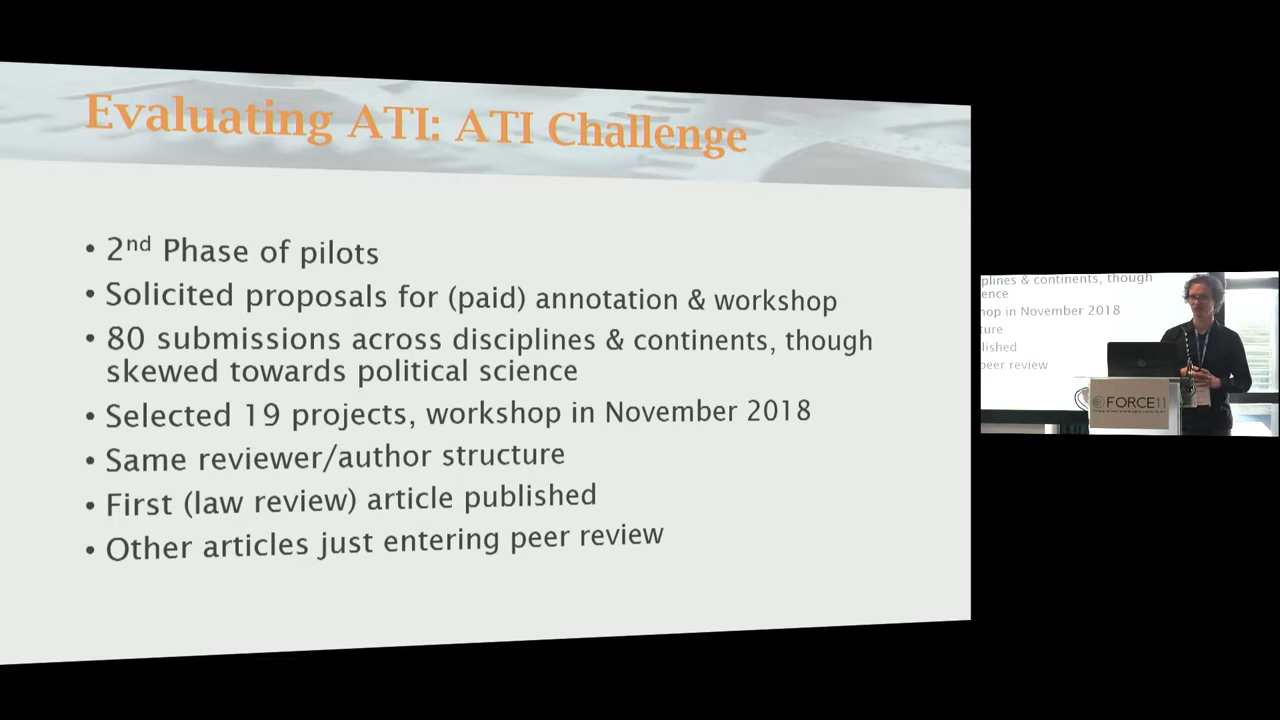 Evaluating ATI: ATI Challenge
• 2nd Phase of pilots
• Solicited proposals for (paid) annotation & workshop
• 80 submissions across disciplines & continents, though
skewed towards political science
• Selected 19 projects, workshop in November 2018
• Same reviewer/author structure
• First (law review) article published
• Other articles just entering peer review
plines & continents, though
ence
hop in November 2018
ture
lished
peer review
FORCE11